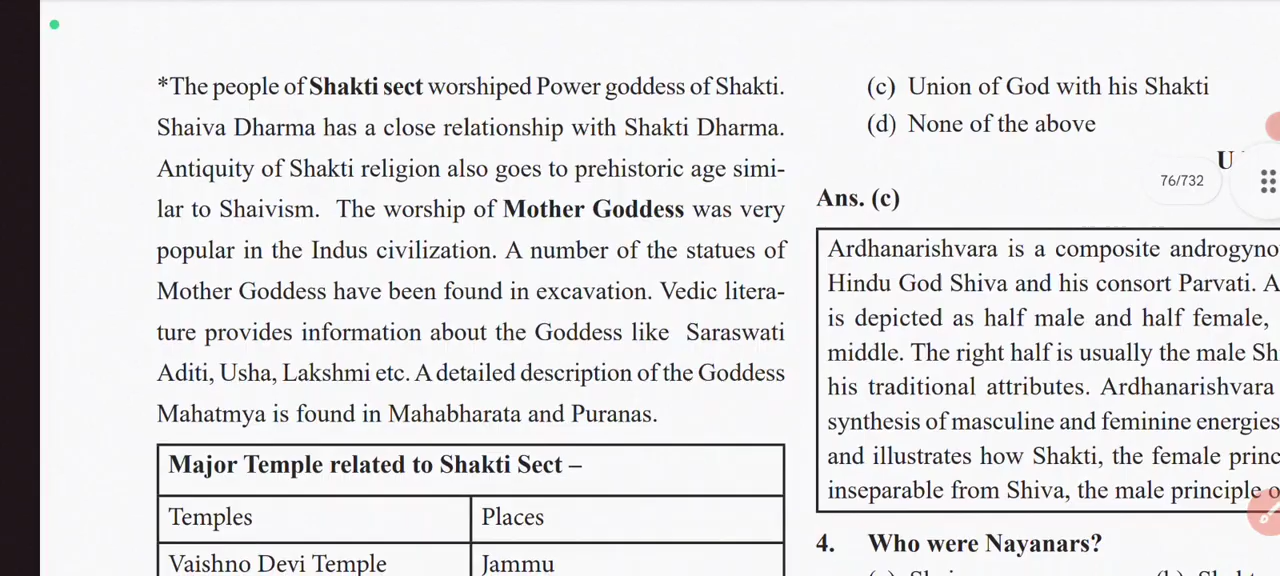 *The people of Shakti sect worshiped Power goddess of Shakti.
Shaiva Dharma has a close relationship with Shakti Dharma.
Antiquity of Shakti religion also goes to prehistoric age simi-
lar to Shaivism. The worship of Mother Goddess was very
popular in the Indus civilization. A number of the statues of
Mother Goddess have been found in excavation. Vedic litera-
ture provides information about the Goddess like Saraswati
Aditi, Usha, Lakshmi etc. A detailed description of the Goddess
Mahatmya is found in Mahabharata and Puranas.
Major Temple related to Shakti Sect –
Temples Places
Vaishno Devi Temple Jammu
(c) Union of God with his Shakti
(d) None of the above
U
76/732
Ans. (c)
Ardhanarishvara is a composite
Hindu God Shiva and his consort Parvati. A
is depicted as half male and half female,
middle. The right half is usually the male
his traditional attributes. Ardhanarishvara
synthesis of masculine and feminine energies
and illustrates how Shakti, the female
inseparable from Shiva, the male principle
4. Who were Nayanars?